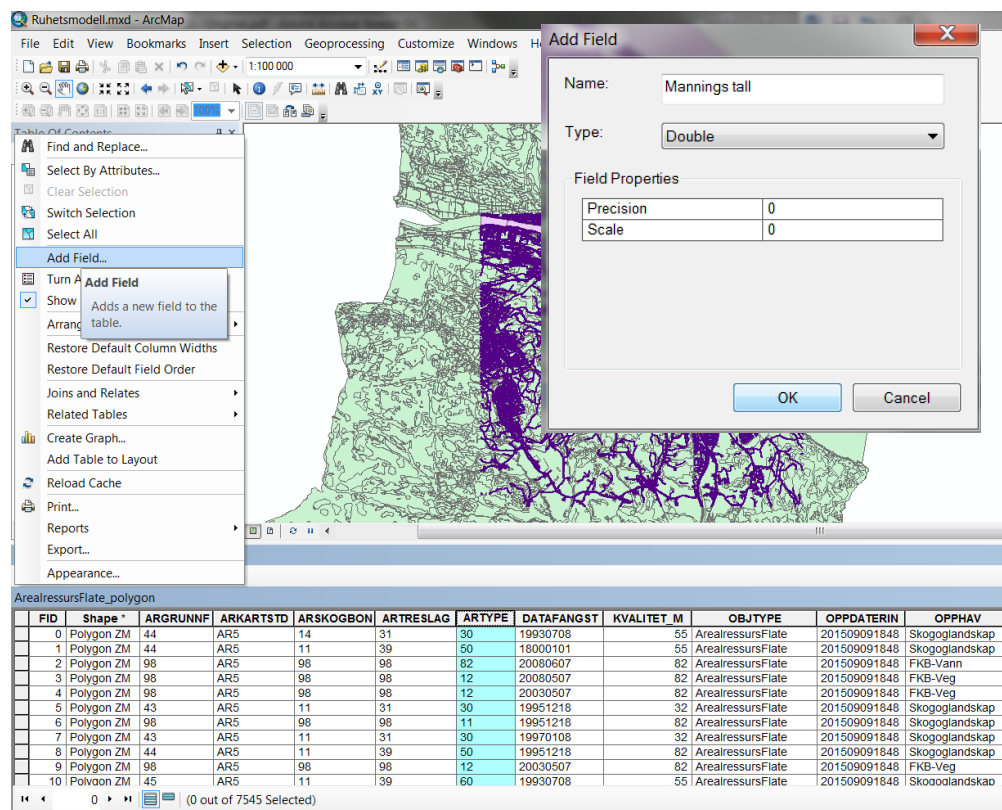 Ruhetsmodell.mxd - ArcMap
File Edit View Bookmarks Insert Selection Geoprocessing Customize Windows
1:100 000
100%
Table Of Contents
Find and Replace...
Select By Attributes...
Clear Selection
Switch Selection
Select All
Add Field...
Turn A
Show
Arrang
Add Field
Adds a new field to the
table.
Restore Default Column Widths
Restore Default Field Order
Joins and Relates
Related Tables
Create Graph...
Add Table to Layout
Reload Cache
Print...
Reports
Export...
Appearance...
Add Field
Name: Mannings tall
Type: Double
Field Properties
Precision 0
Scale 0
OK Cancel
ArealressursFlate_polygon
FID Shape * ARGRUNNF ARKARTSTD ARSKOGBON ARTRESLAG ARTYPE DATAFANGST KVALITET_M OBJTYPE OPPDATERIN OPPHAV
0 Polygon ZM 44 AR5 14 31 30 19930708 55 ArealressursFlate 201509091848 Skogoglandskap
1 Polygon ZM 44 AR5 11 39 50 18000101 55 ArealressursFlate 201509091848 Skogoglandskap
2 Polygon ZM 98 AR5 98 98 82 20080607 82 ArealressursFlate 201509091848 FKB-Vann
3 Polygon ZM 98 AR5 98 98 12 20080507 82 ArealressursFlate 201509091848 FKB-Veg
4 Polygon ZM 98 AR5 98 98 12 20030507 82 ArealressursFlate 201509091848 FKB-Veg
5 Polygon ZM 43 AR5 11 31 30 19951218 32 ArealressursFlate 201509091848 Skogoglandskap
6 Polygon ZM 98 AR5 98 98 11 19951218 82 ArealressursFlate 201509091848 Skogoglandskap
7 Polygon ZM 43 AR5 11 31 30 19970108 32 ArealressursFlate 201509091848 Skogoglandskap
8 Polygon ZM 44 AR5 11 39 50 19951218 82 ArealressursFlate 201509091848 Skogoglandskap
9 Polygon ZM 98 AR5 98 98 12 20030507 82 ArealressursFlate 201509091848 FKB-Veg
10 Polygon ZM 45 AR5 11 39 60 19930708 55 ArealressursFlate 201509091848 Skogoglandskap
0 (0 out of 7545 Selected)